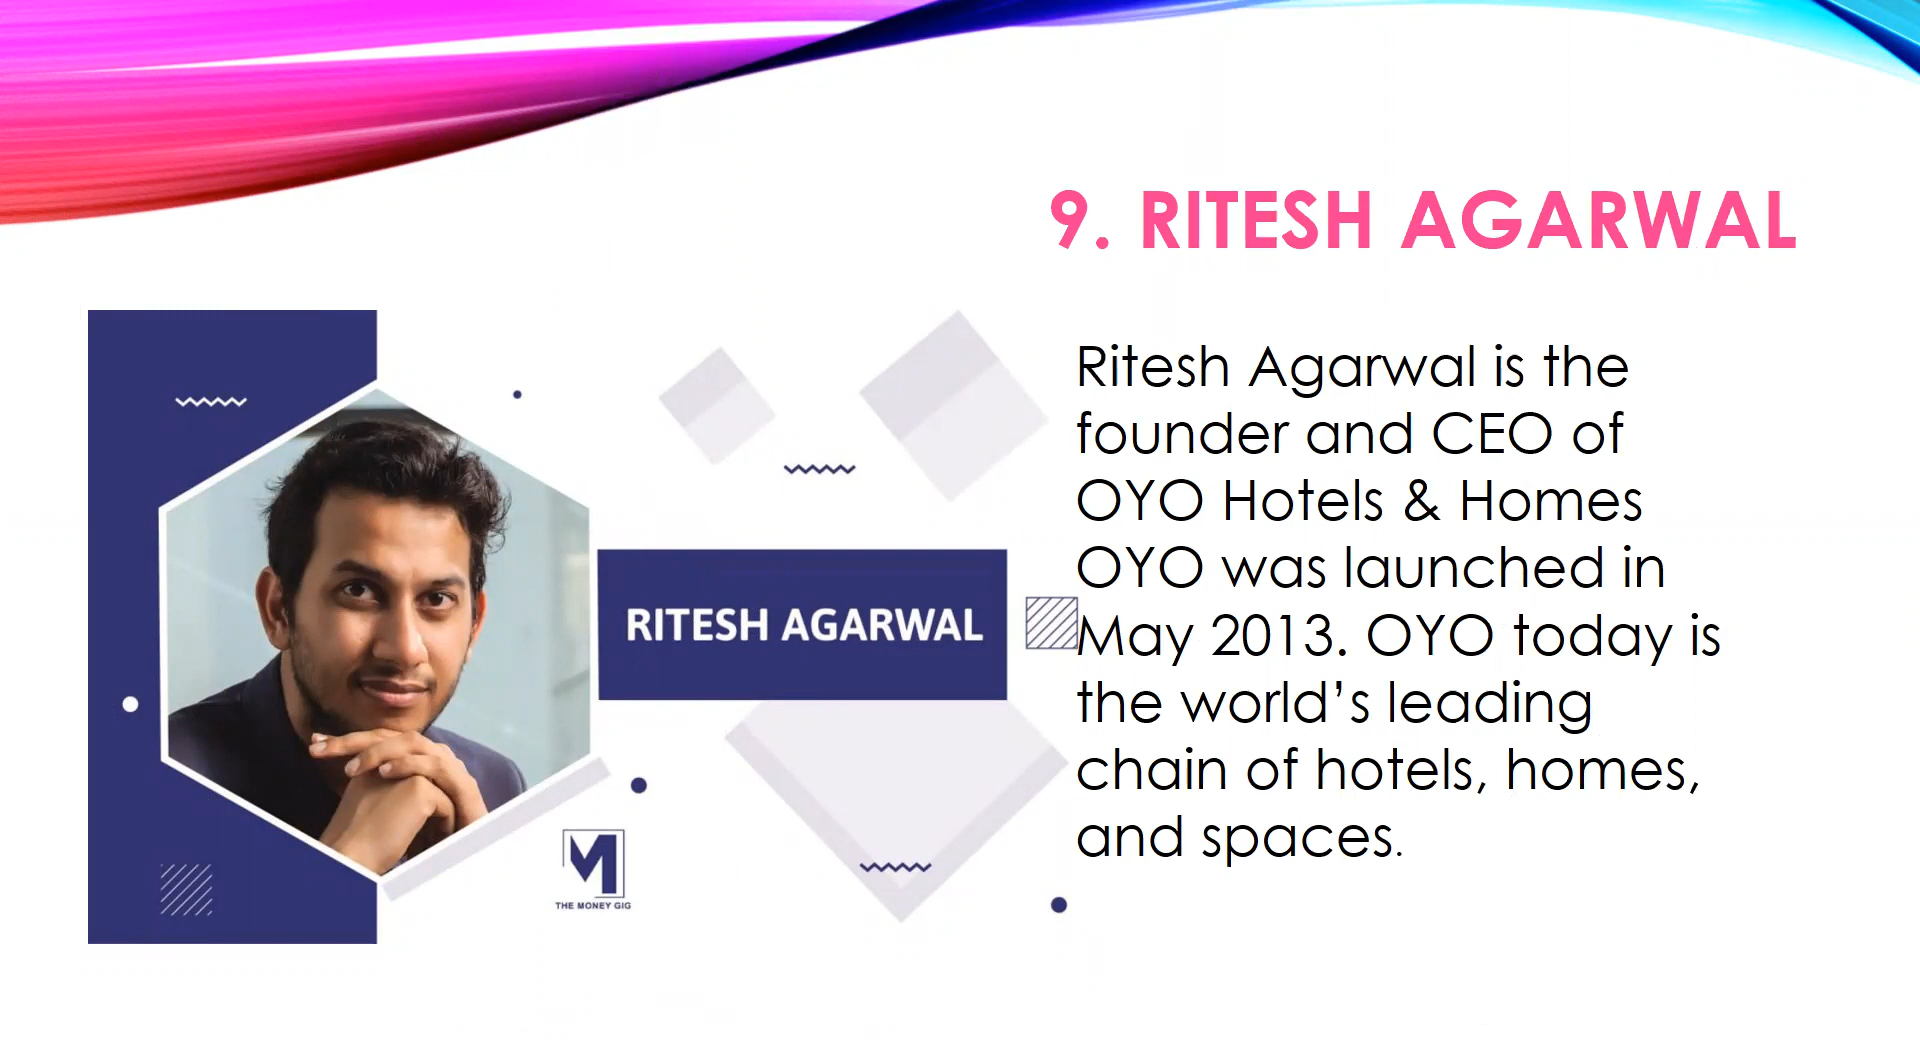 9. RITESH AGARWAL
RITESH AGARWAL
THE MONEY GIG
Ritesh Agarwal is the
founder and CEO of
OYO Hotels & Homes
OYO was launched in
May 2013. OYO today is
the world’s leading
chain of hotels, homes,
and spaces.